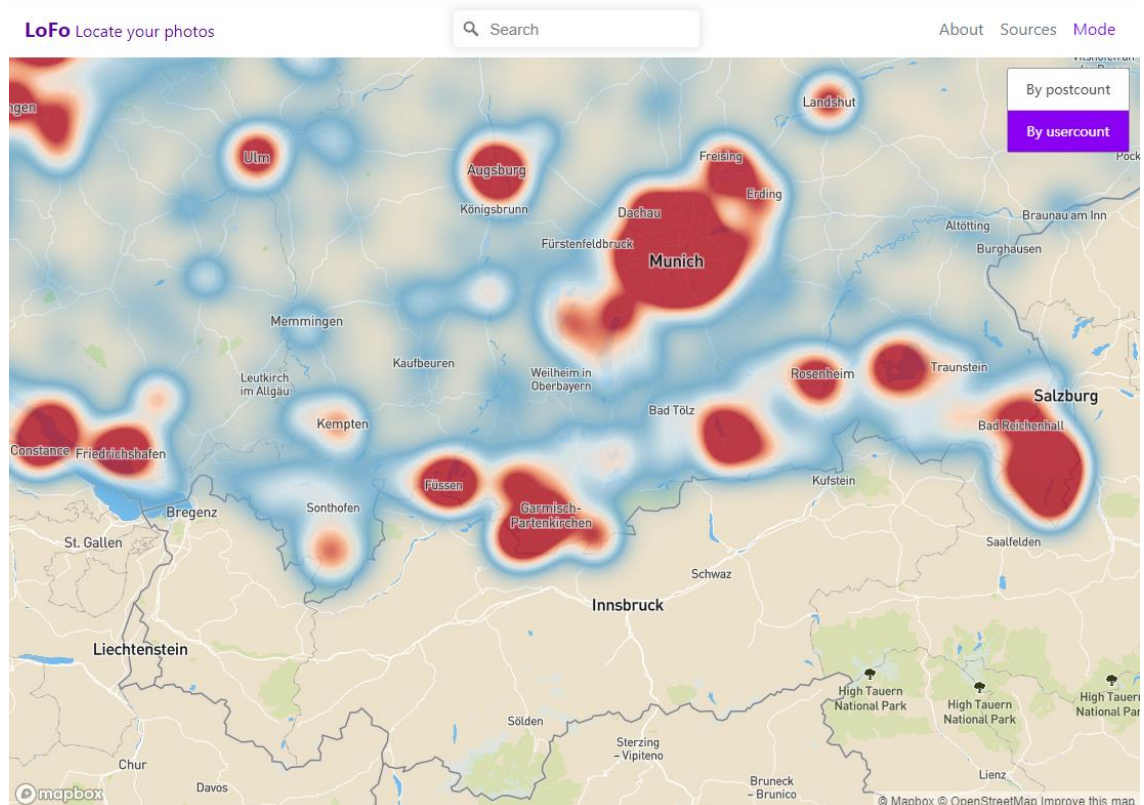 LoFo Locate your photos
Search
About Sources Mode
By postcount
By usercount
ngen
Landshut
Ulm
Freising
Pock
Augsburg
Erding
Königsbrunn
Dachau
Braunau am Inn
Altötting
Fürstenfeldbruck
Burghausen
Munich
Memmingen
Kaufbeuren
Weilheim in
Oberbayern
Rosenheim
Traunstein
Leutkirch
im Allgäu
Salzburg
Bad Tölz
Kempten
Bad Reichenhall
Constance
Friedrichshafen
Füssen
Kufstein
Sonthofen
Bregenz
Garmisch-
Partenkirchen
St. Gallen
Saalfelden
Schwaz
Innsbruck
Liechtenstein
High Tauern
National Park
High Tauern
National Park
High Tauern
National Par
Sölden
Sterzing
- Vipiteno
Chur
Lienz
Davos
Bruneck
- Brunico
mapbox
© Mapbox © OpenStreetMap Improve this map